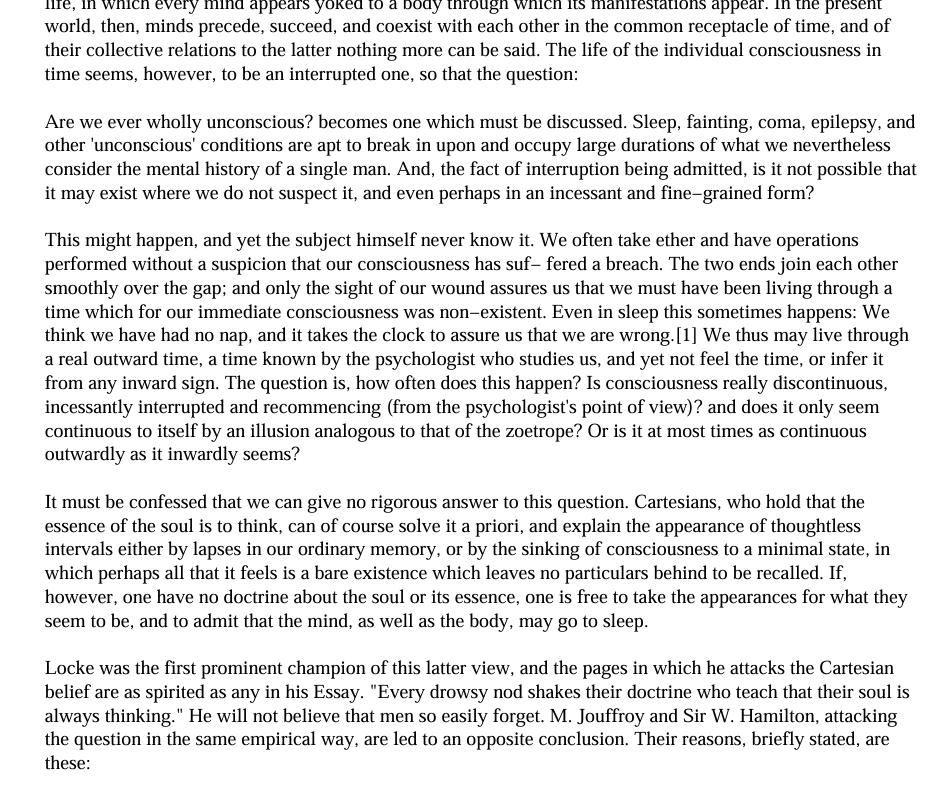 life, in which every mind appears yoked to a body through which its manifestations appear. In the present
world, then, minds precede, succeed, and coexist with each other in the common receptacle of time, and of
their collective relations to the latter nothing more can be said. The life of the individual consciousness in
time seems, however, to be an interrupted one, so that the question:
Are we ever wholly unconscious? becomes one which must be discussed. Sleep, fainting, coma, epilepsy, and
other 'unconscious' conditions are apt to break in upon and occupy large durations of what we nevertheless
consider the mental history of a single man. And, the fact of interruption being admitted, is it not possible that
it may exist where we do not suspect it, and even perhaps in an incessant and fine−grained form?
This might happen, and yet the subject himself never know it. We often take ether and have operations
performed without a suspicion that our consciousness has suf− fered a breach. The two ends join each other
smoothly over the gap; and only the sight of our wound assures us that we must have been living through a
time which for our immediate consciousness was non−existent. Even in sleep this sometimes happens: We
think we have had no nap, and it takes the clock to assure us that we are wrong.[1] We thus may live through
a real outward time, a time known by the psychologist who studies us, and yet not feel the time, or infer it
from any inward sign. The question is, how often does this happen? Is consciousness really discontinuous,
incessantly interrupted and recommencing (from the psychologist's point of view)? and does it only seem
continuous to itself by an illusion analogous to that of the zoetrope? Or is it at most times as continuous
outwardly as it inwardly seems?
It must be confessed that we can give no rigorous answer to this question. Cartesians, who hold that the
essence of the soul is to think, can of course solve it a priori, and explain the appearance of thoughtless
intervals either by lapses in our ordinary memory, or by the sinking of consciousness to a minimal state, in
which perhaps all that it feels is a bare existence which leaves no particulars behind to be recalled. If,
however, one have no doctrine about the soul or its essence, one is free to take the appearances for what they
seem to be, and to admit that the mind, as well as the body, may go to sleep.
Locke was the first prominent champion of this latter view, and the pages in which he attacks the Cartesian
belief are as spirited as any in his Essay. "Every drowsy nod shakes their doctrine who teach that their soul is
always thinking." He will not believe that men so easily forget. M. Jouffroy and Sir W. Hamilton, attacking
the question in the same empirical way, are led to an opposite conclusion. Their reasons, briefly stated, are
these: